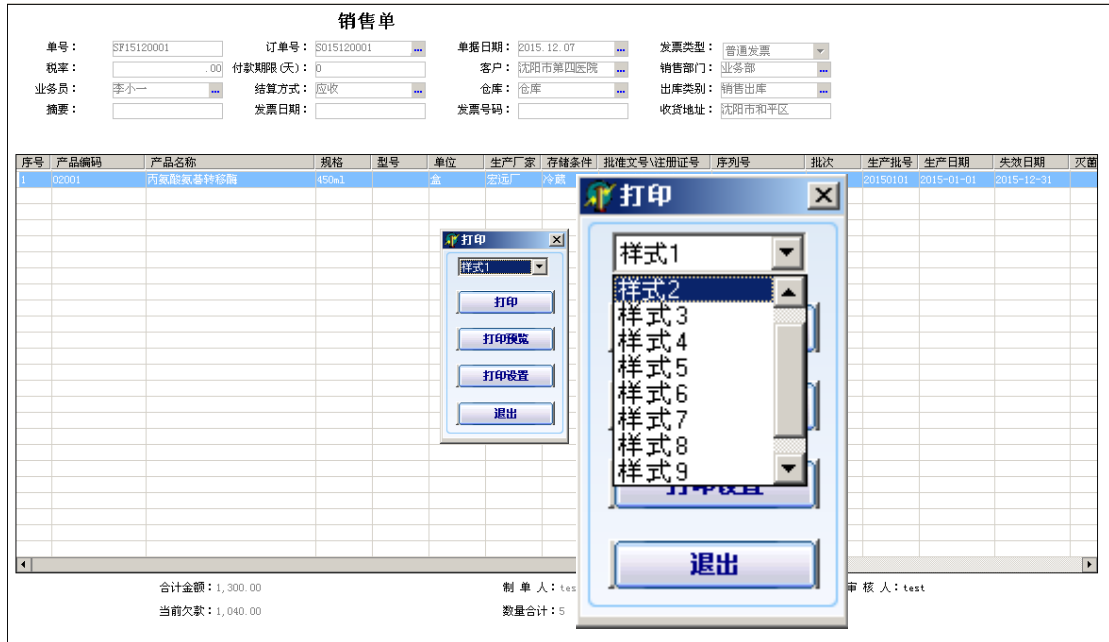 销售单
单号： SF15120001 订单号： SO15120001 ... 单据日期： 2015.12.07 ... 发票类型： 普通发票
税率： .00 付款期限(天)： 0 客户： 沈阳市第四医院 ... 销售部门： 业务部 ...
业务员： 李小一 ... 结算方式： 应收 ... 仓库： 仓库 ... 出库类别： 销售出库 ...
摘要： 发票日期： 发票号码： 收货地址： 沈阳市和平区
序号 产品编码 产品名称 规格 型号 单位 生产厂家 存储条件 批准文号\注册证号 序列号 批次 生产批号 生产日期 失效日期 灭菌
1 02001 丙氨酸氨基转移酶 450ml 盒 宏远厂 冷藏 20150101 2015-01-01 2015-12-31
打印
样式1
打印
打印预览
打印设置
退出
打印
样式1
样式2
样式3
样式4
样式5
样式6
样式7
样式8
样式9
打印设置
退出
合计金额：1,300.00 制 单 人：tes 审 核 人：test
当前欠款：1,040.00 数量合计：5